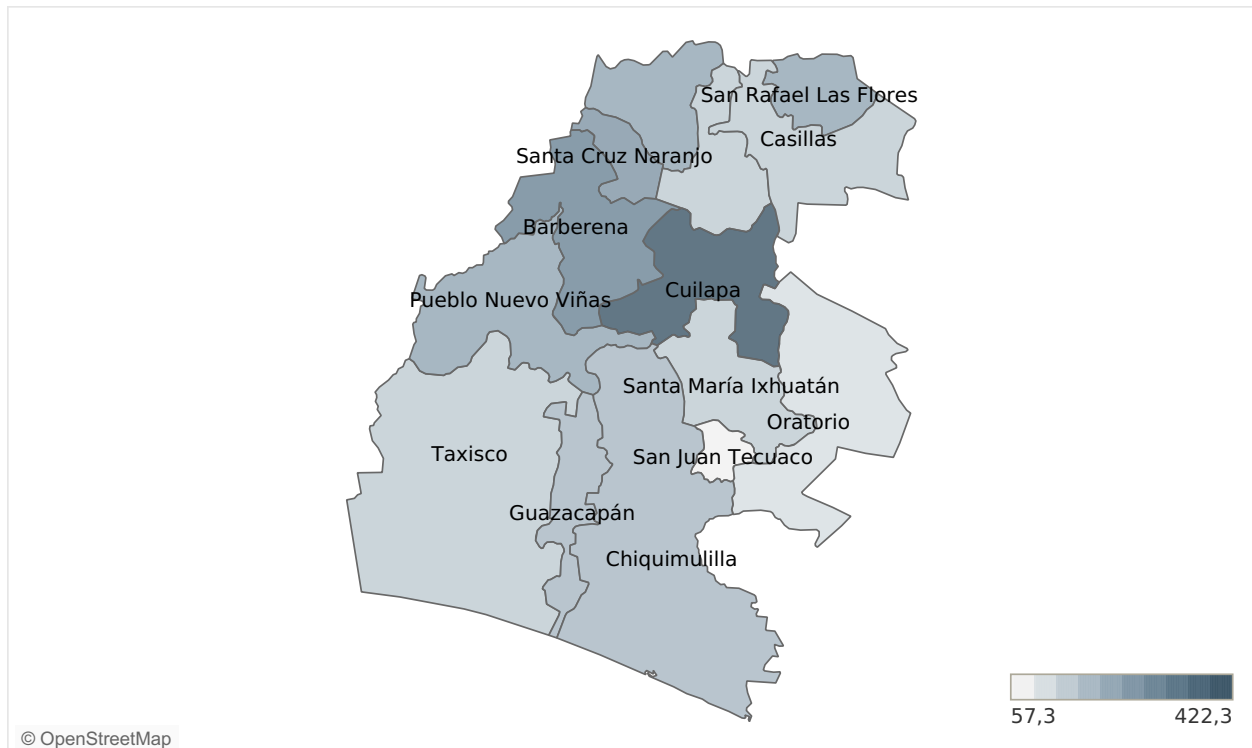 San Rafael Las Flores
Casillas
Santa Cruz Naranjo
Barberena
Cuilapa
Pueblo Nuevo Viñas
Santa María Ixhuatán
Oratorio
Taxisco
San Juan Tecuaco
Guazacapán
Chiquimulilla
57,3
422,3
© OpenStreetMap